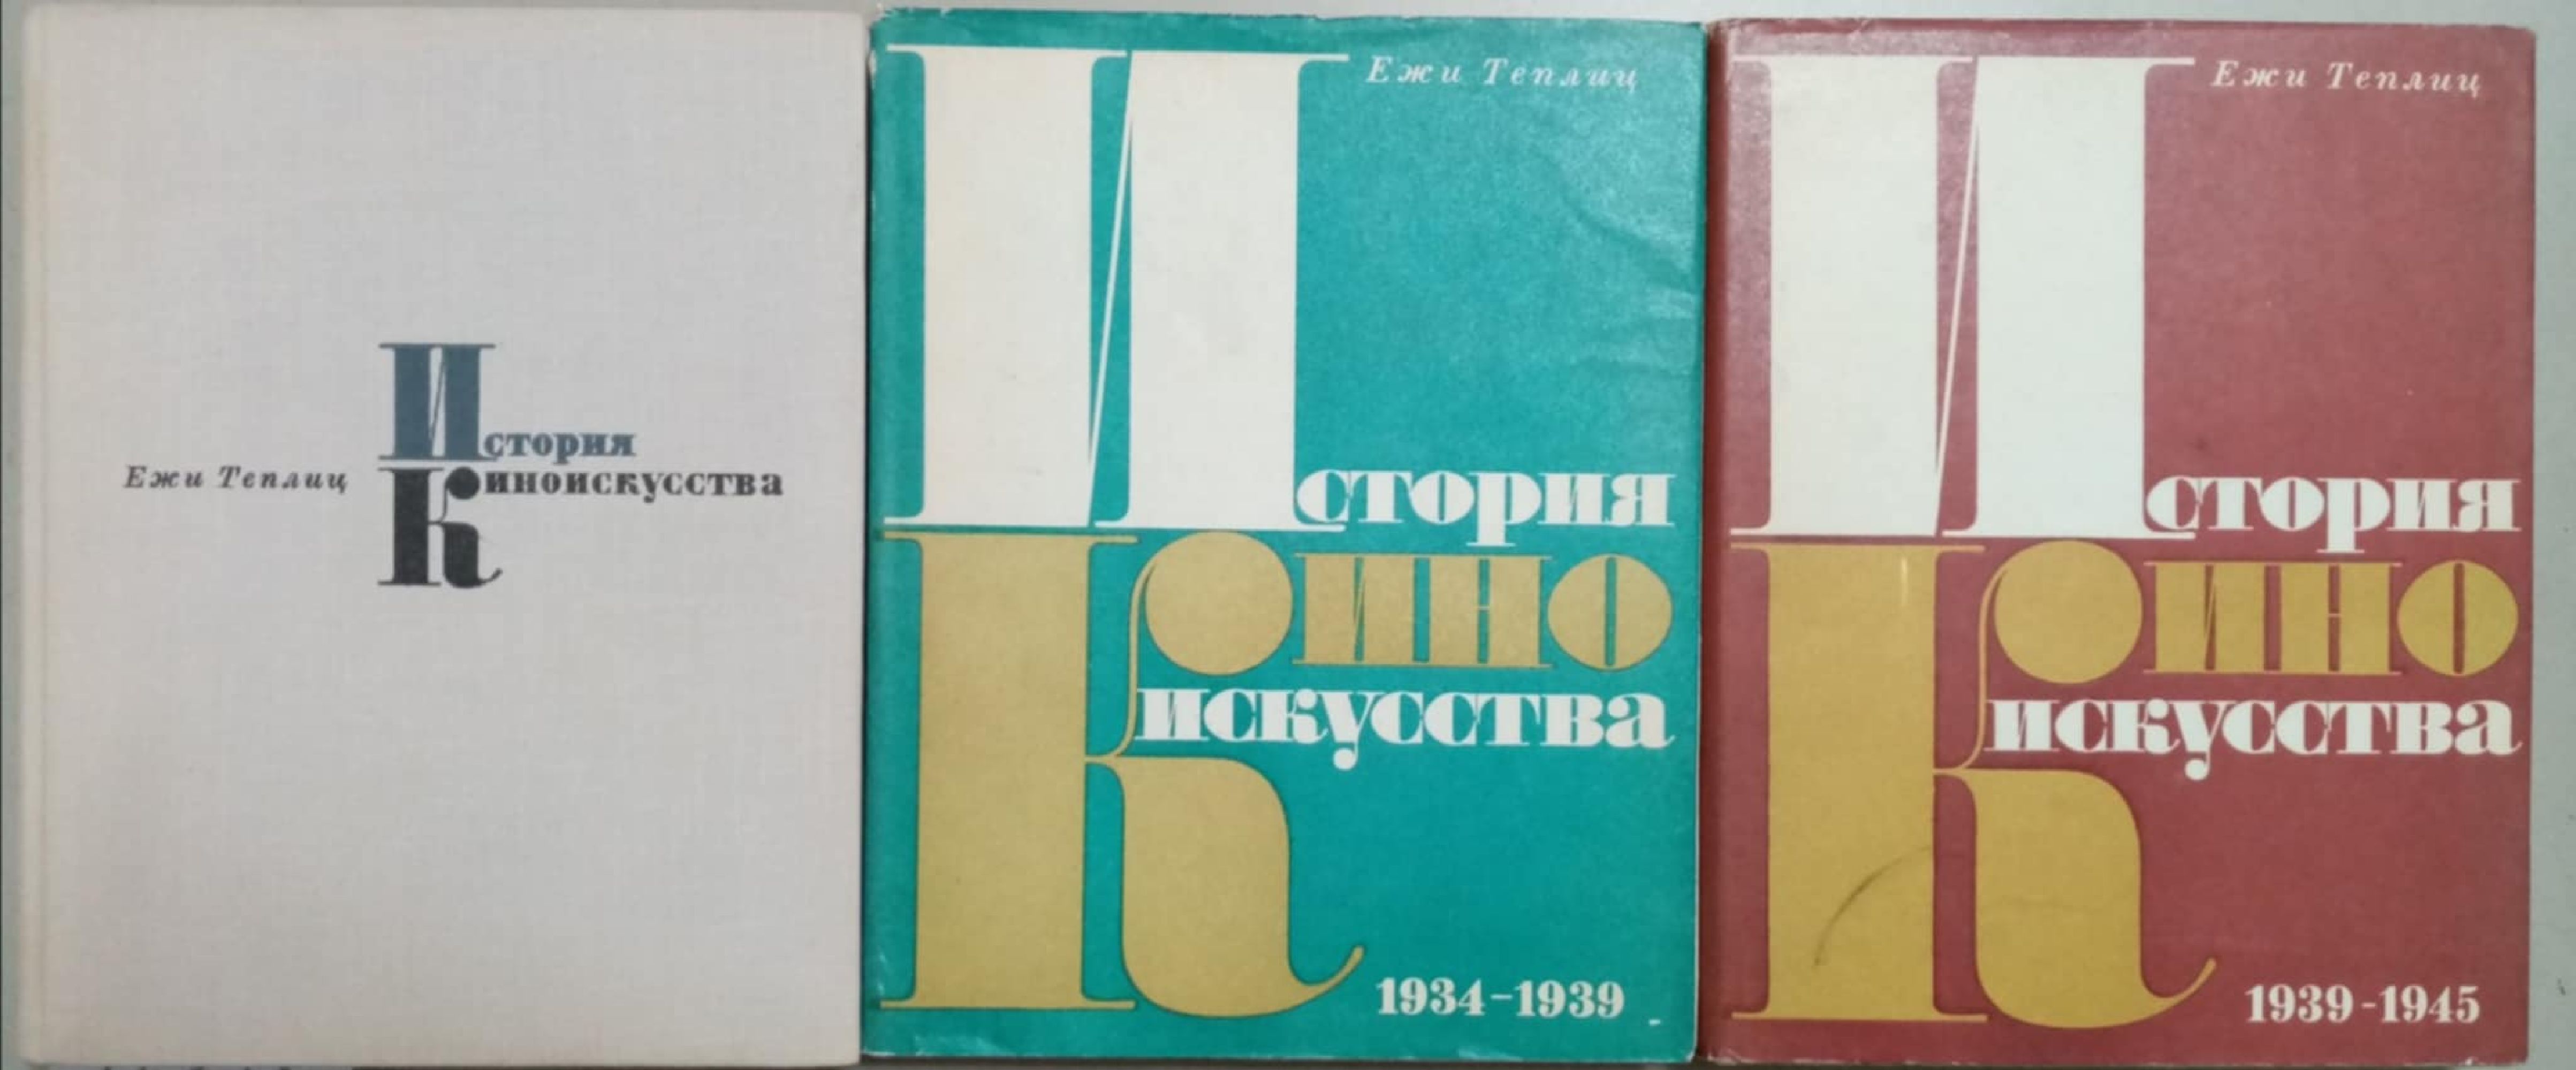 Ежи Теплиц
История
Киноискусства
Ежи Теплиц
История
Кино
искусства
1934-1939
Ежи Теплиц
История
Кино
искусства
1939-1945